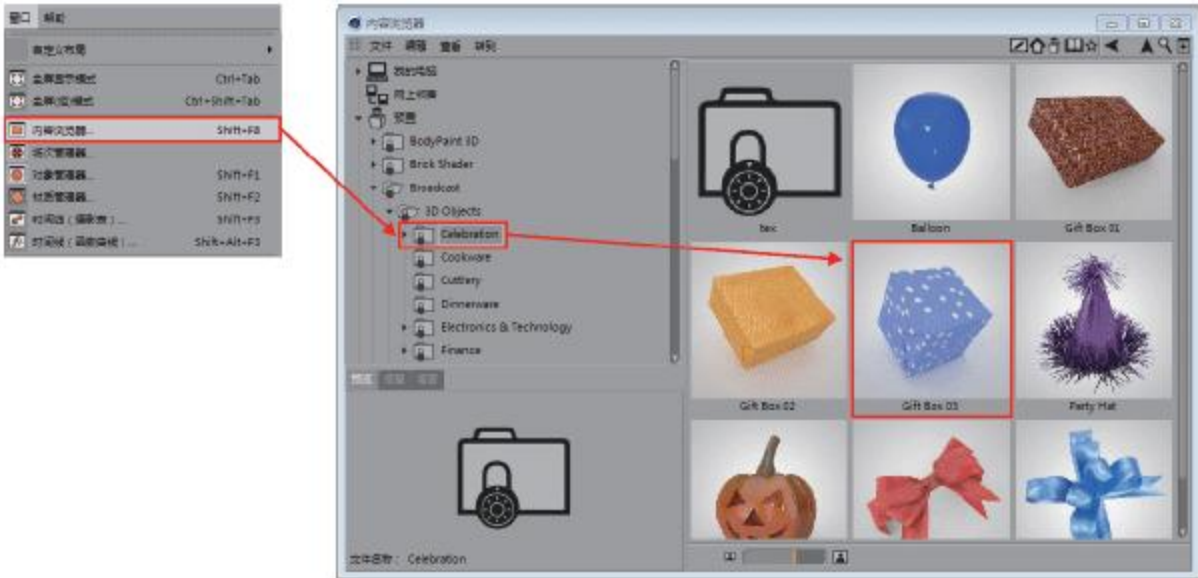 窗口 帮助
自定义布局
全屏显示模式 Ctrl+Tab
全屏(组)模式 Ctrl+Shift+Tab
内容浏览器... Shift+F8
场次管理器...
对象管理器... Shift+F1
材质管理器... Shift+F2
时间线（摄影表）... Shift+F3
时间线（函数曲线）... Shift+Alt+F3
内容浏览器
文件 编辑 查看 转到
我的电脑
网上邻居
预置
BodyPaint 3D
Brick Shader
Broadcast
3D Objects
Celebration
Cookware
Cuttlery
Dinnerware
Electronics & Technology
Finance
预览
文件名称： Celebration
tex
Balloon
Gift Box 01
Gift Box 02
Gift Box 03
Party Hat